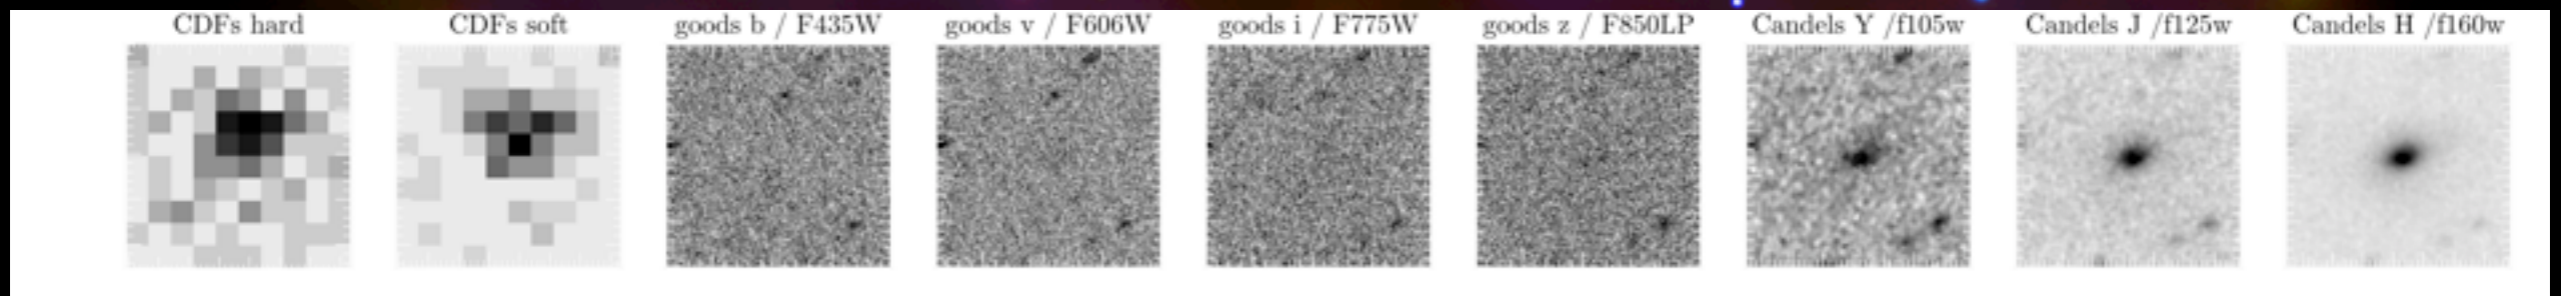 CDFs hard
CDFs soft
goods b / F435W
goods v / F606W
goods i / F775W
goods z / F850LP
Candels Y /f105w
Candels J /f125w
Candels H /f160w